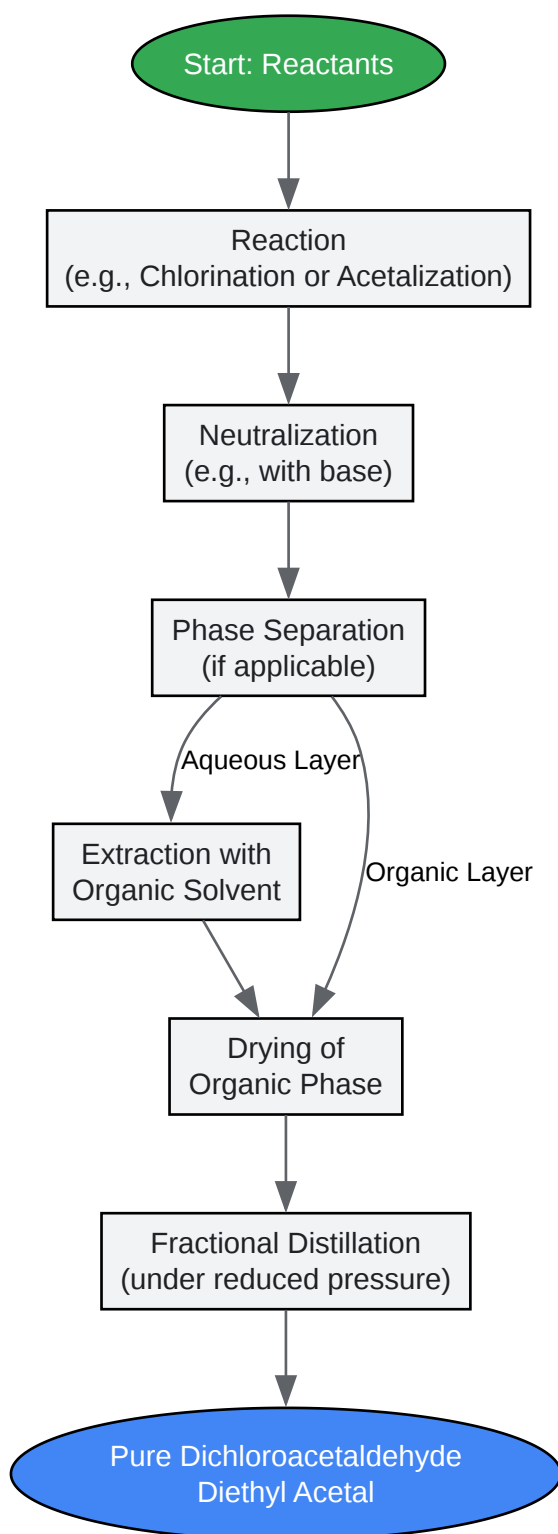 Start: Reactants
Reaction
(e.g., Chlorination or Acetalization)
Neutralization
(e.g., with base)
Phase Separation
(if applicable)
Aqueous Layer
Extraction with
Organic Solvent
Organic Layer
Drying of
Organic Phase
Fractional Distillation
(under reduced pressure)
Pure Dichloroacetaldehyde
Diethyl Acetal